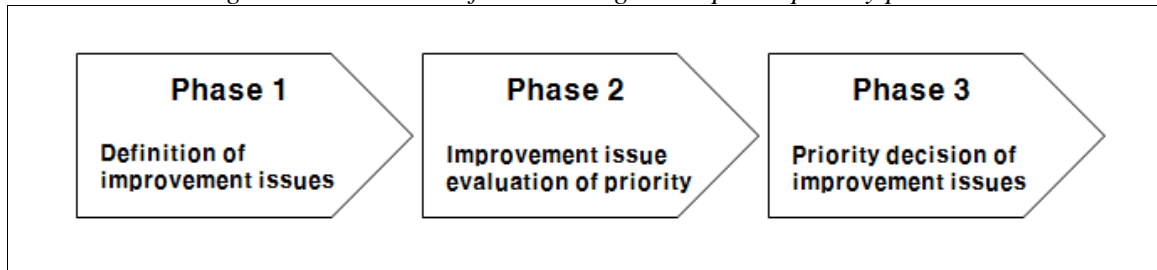 Phase 1
Definition of
improvement issues
Phase 2
Improvement issue
evaluation of priority
Phase 3
Priority decision of
improvement issues